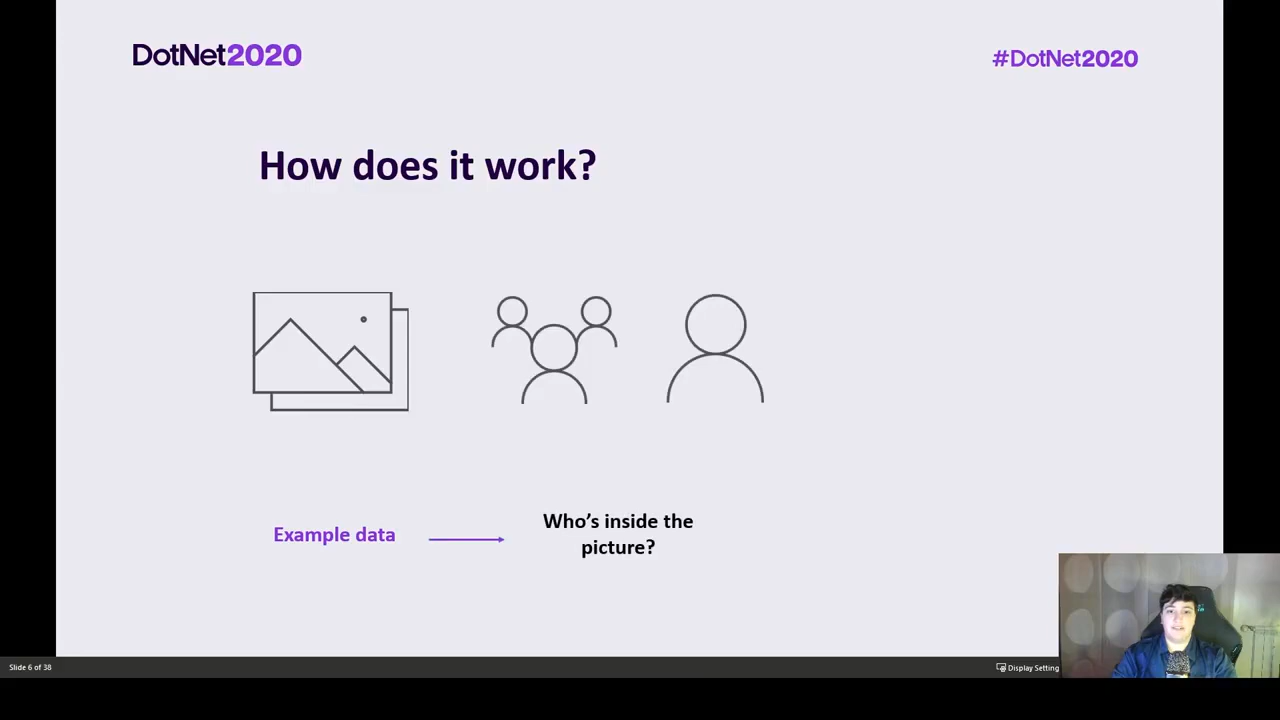 DotNet2020
#DotNet2020
How does it work?
Example data
Who's inside the
picture?
Slide 6 of 38
Display Setting